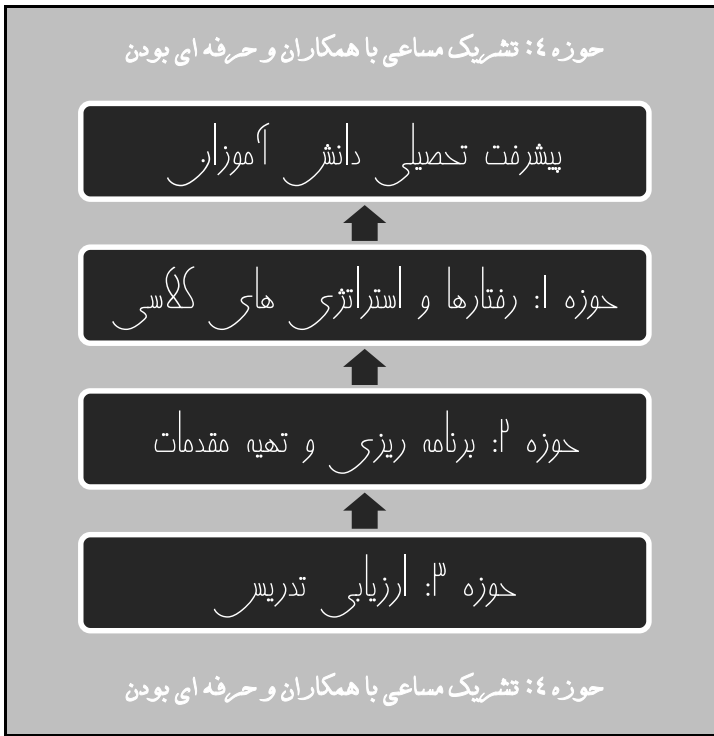 حوزه ٤: تشریک مساعی با همکاران و حرفه ای بودن
پیشرفت تحصیلی دانش آموزان
حوزه ۱: رفتارها و استراتژی های کلاسی
حوزه ۲: برنامه ریزی و تهیه مقدمات
حوزه ۳: ارزیابی تدریس
حوزه ٤: تشریک مساعی با همکاران و حرفه ای بودن